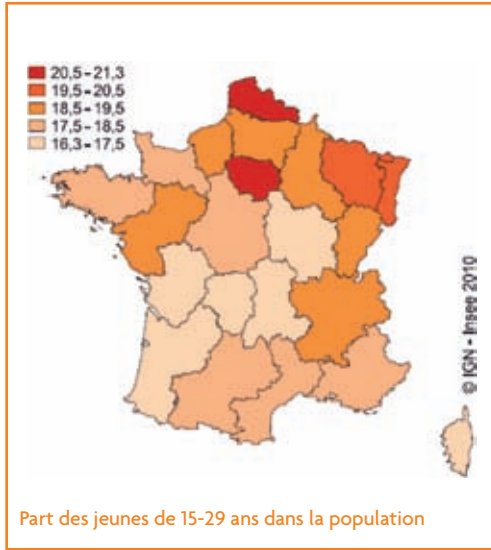 20,5-21,3
19,5-20,5
18,5-19,5
17,5-18,5
16,3-17,5
© IGN - Insee 2010
Part des jeunes de 15-29 ans dans la population